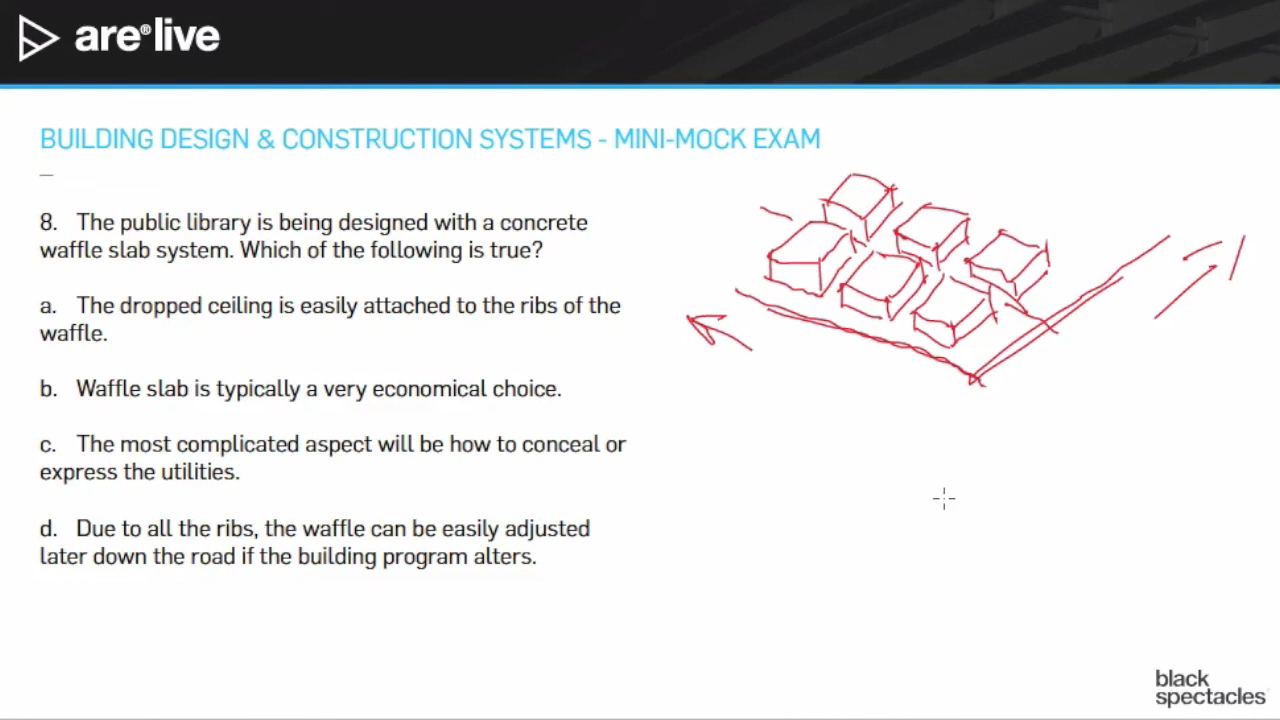 are®live
BUILDING DESIGN & CONSTRUCTION SYSTEMS - MINI-MOCK EXAM
8. The public library is being designed with a concrete
waffle slab system. Which of the following is true?
a. The dropped ceiling is easily attached to the ribs of the
waffle.
b. Waffle slab is typically a very economical choice.
c. The most complicated aspect will be how to conceal or
express the utilities.
d. Due to all the ribs, the waffle can be easily adjusted
later down the road if the building program alters.
black
spectacles